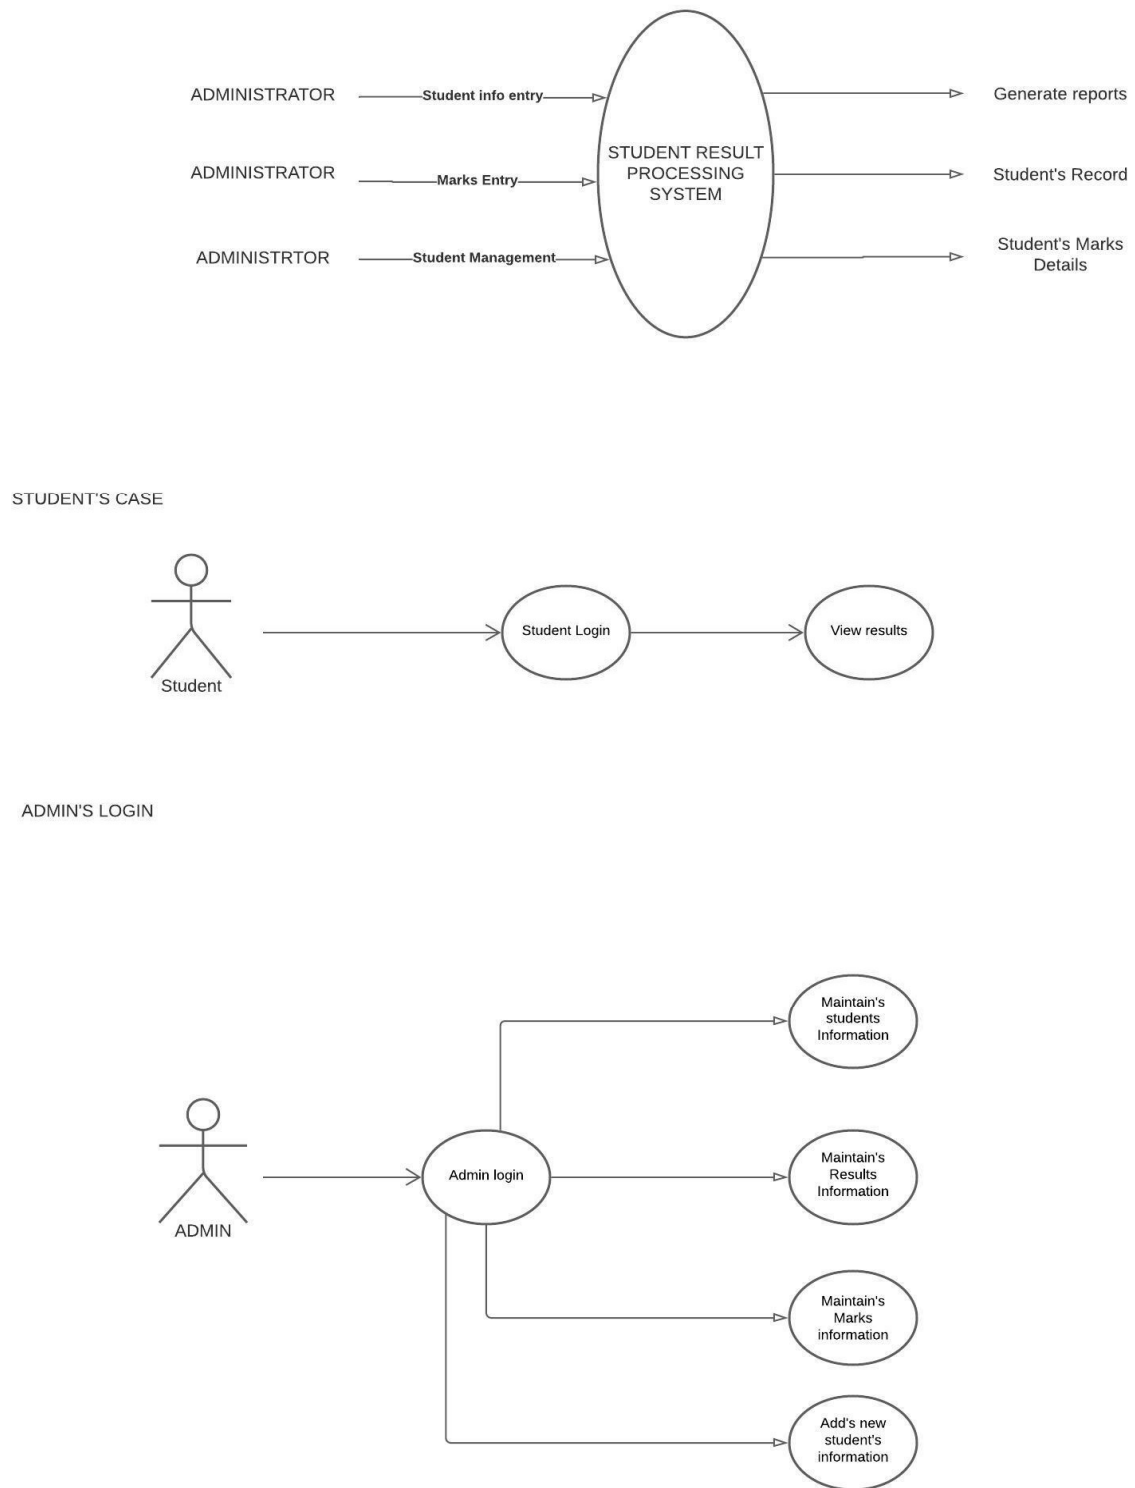 ADMINISTRATOR
Student info entry
Generate reports
ADMINISTRATOR
Marks Entry
STUDENT RESULT
PROCESSING
SYSTEM
Student's Record
ADMINISTRTOR
Student Management
Student's Marks
Details
STUDENT'S CASE
Student Login
View results
Student
ADMIN'S LOGIN
Maintain's
students
Information
Admin login
Maintain's
Results
Information
ADMIN
Maintain's
Marks
information
Add's new
student's
information